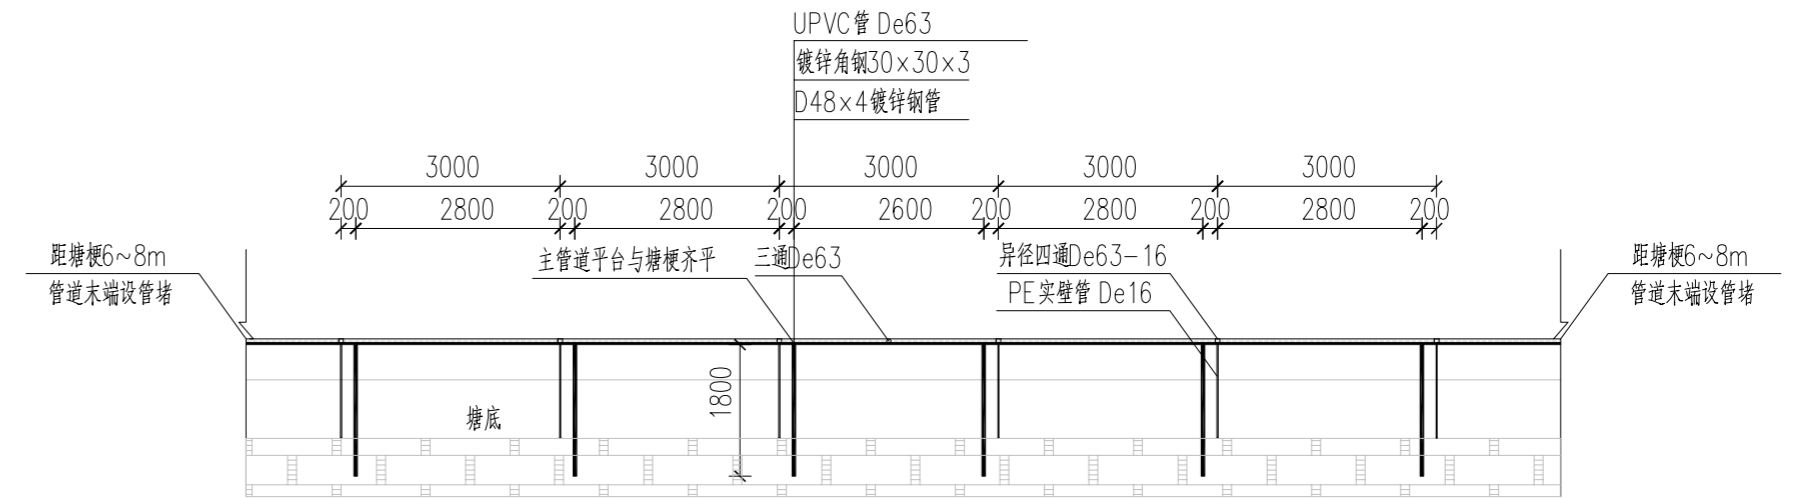 UPVC管 De63
镀锌角钢30×30×3
D48×4镀锌钢管
3000 3000 3000 3000 3000
200 2800 200 2800 200 2600 200 2800 200 2800 200
距塘梗6~8m
管道末端设管堵
主管道平台与塘梗齐平
三通De63
异径四通De63-16
PE实壁管 De16
距塘梗6~8m
管道末端设管堵
1800
塘底